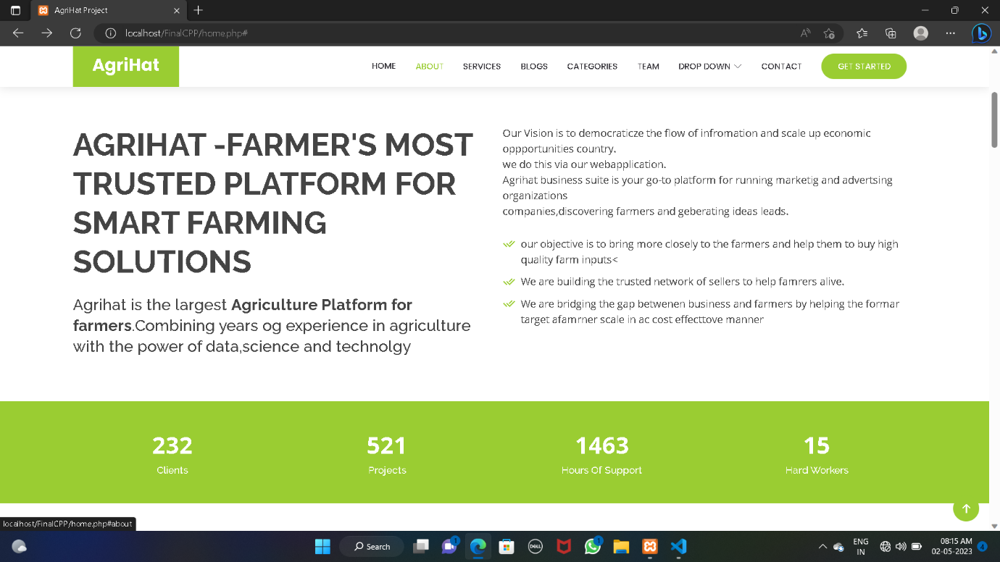 AgriHat Project
localhost/FinalCPP/home.php#
AgriHat
HOME ABOUT SERVICES BLOGS CATEGORIES TEAM DROP DOWN CONTACT GET STARTED
AGRIHAT -FARMER'S MOST
TRUSTED PLATFORM FOR
SMART FARMING
SOLUTIONS
Agrihat is the largest Agriculture Platform for
farmers.Combining years og experience in agriculture
with the power of data,science and technolgy
Our Vision is to democraticze the flow of infromation and scale up economic
oppportunities country.
we do this via our webapplication.
Agrihat business suite is your go-to platform for running marketig and advertsing
organizations
companies,discovering farmers and geberating ideas leads.
our objective is to bring more closely to the farmers and help them to buy high
quality farm inputs<
We are building the trusted network of sellers to help famrers alive.
We are bridging the gap betwenen business and farmers by helping the formar
target afamrner scale in ac cost effecttove manner
232 521 1463 15
Clients Projects Hours Of Support Hard Workers
localhost/FinalCPP/home.php#about
Search
DELL
1
1
ENG
IN
08:15 AM
02-05-2023
4